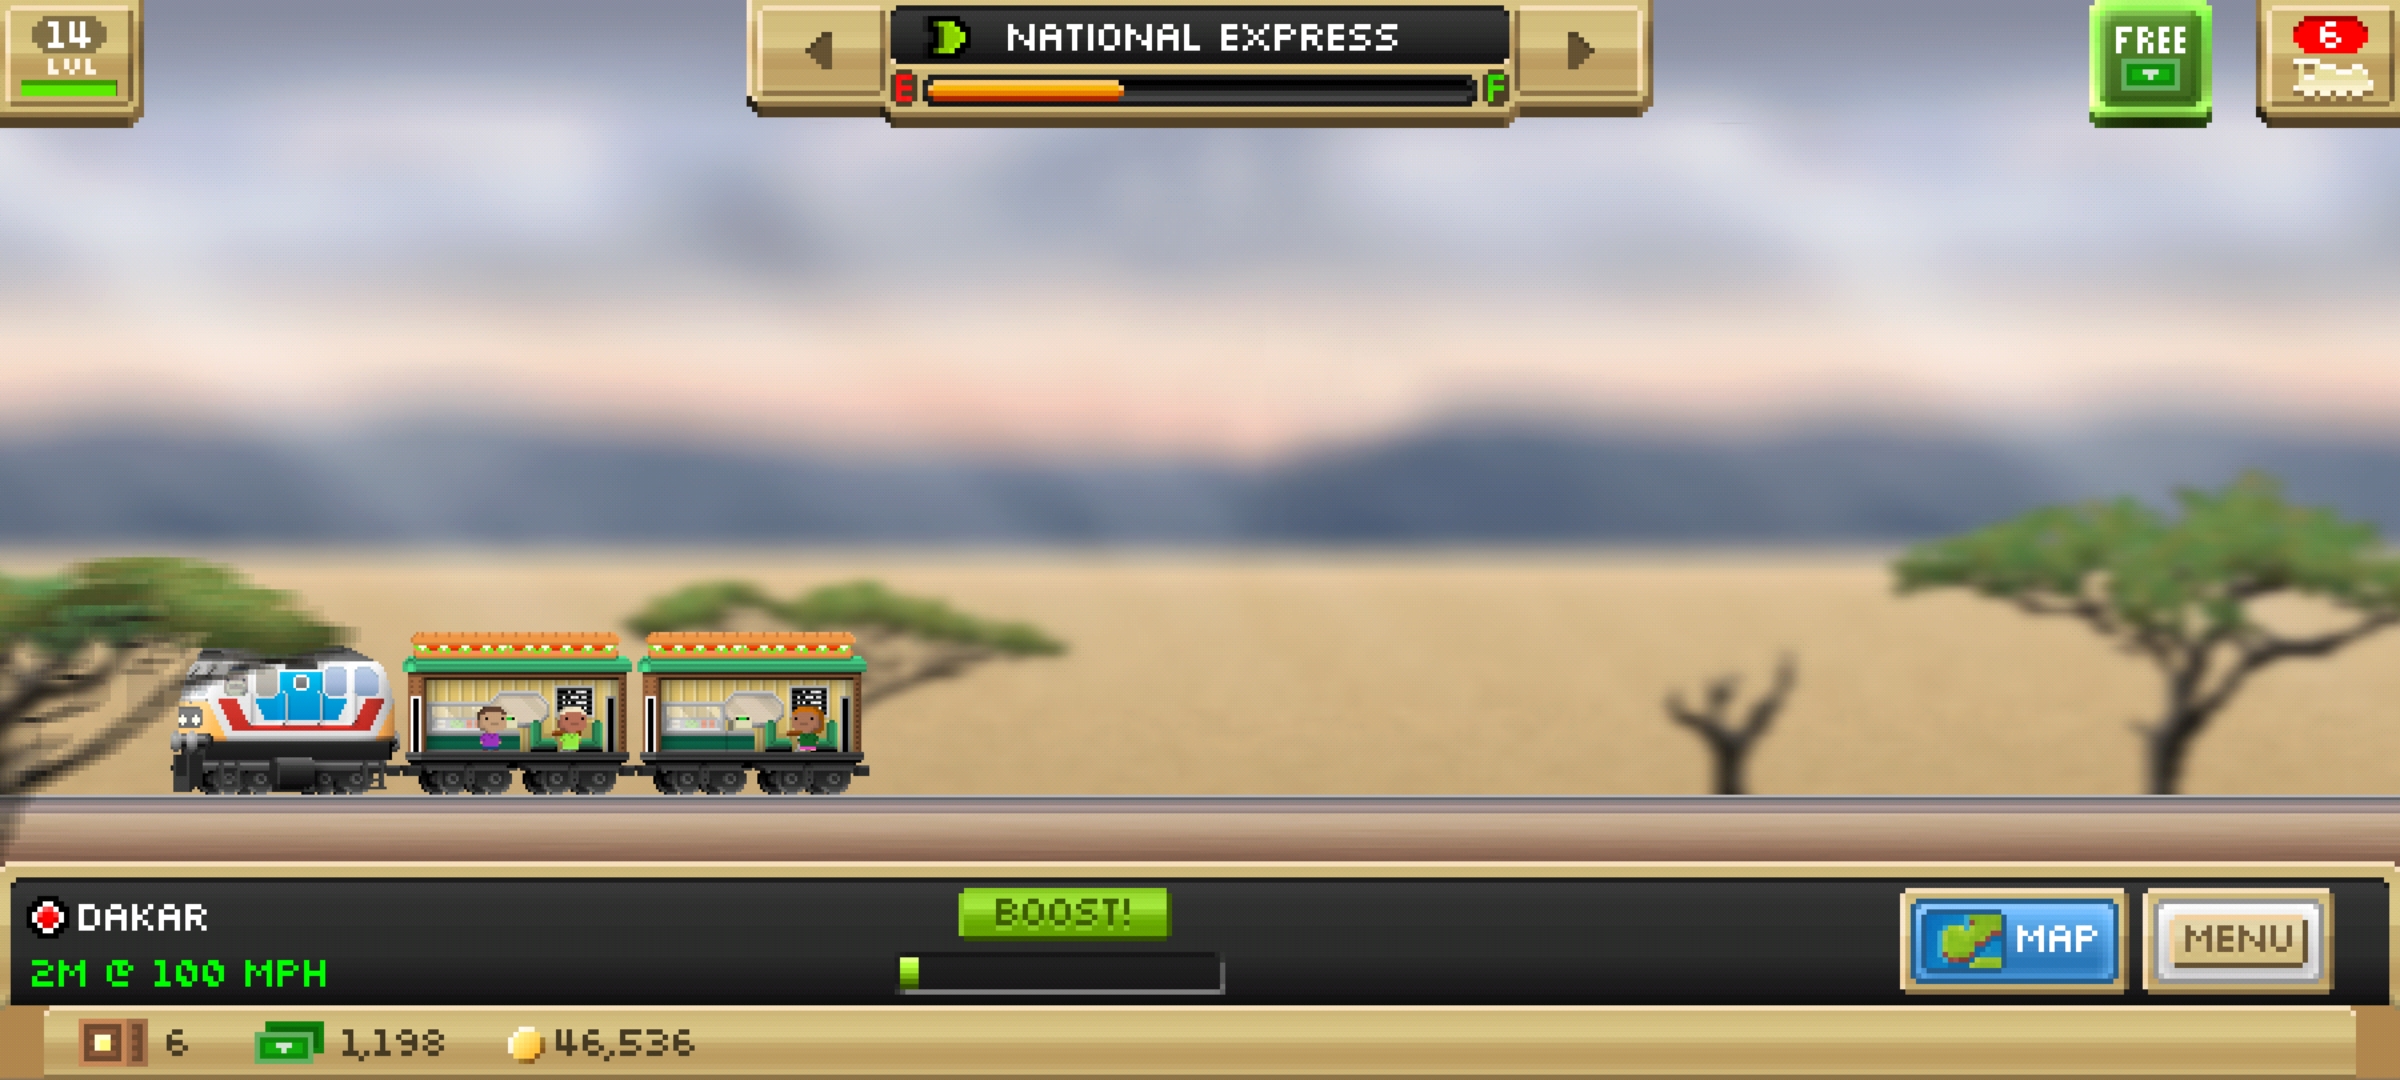 14
LVL
NATIONAL EXPRESS
E F
FREE
6
DAKAR
2M @ 100 MPH
BOOST!
MAP
MENU
6 1,198 46,536